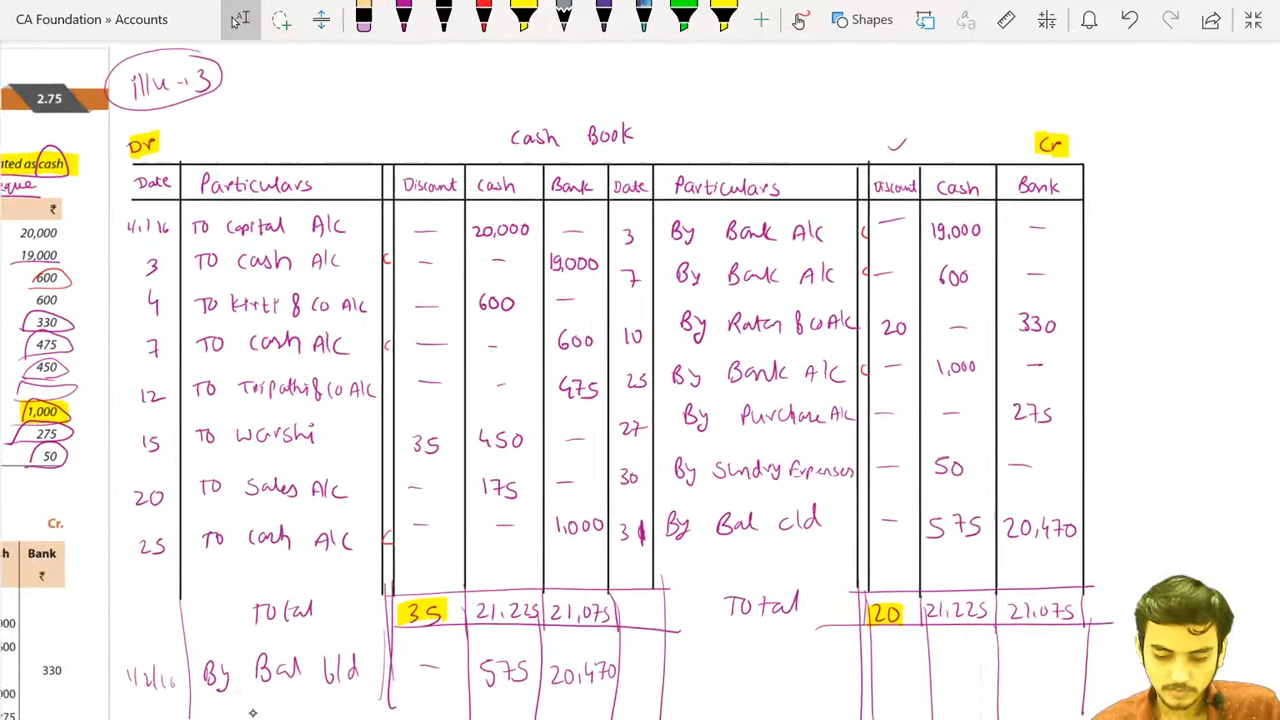 CA Foundation » Accounts
Shapes
illu - 3
2.75
ated as cash
₹
20,000
19,000
600
600
330
475
450
1,000
275
50
Cr.
h Bank
₹
330
Cash Book
Dr Cr
Date Particulars Discount Cash Bank Date Particulars Discount Cash Bank
1/1/16 To Capital A/c — 20,000 — 3 By Bank A/c C — 19,000 —
3 To Cash A/c C — - 19,000 7 By Bank A/c C — 600 —
4 To Kirti & Co A/c — 600 — 10 By Raten & Co A/c 20 — 330
7 To Cash A/c C — - 600 25 By Bank A/c C — 1,000 —
12 To Tripathi & Co A/c — - 475 27 By Purchase A/c — — 275
15 To Warshi 35 450 — 30 By Sundry Expenses — 50 —
20 To Sales A/c — 175 — 31 By Bal c/d — 575 20,470
25 To Cash A/c C - - 1,000
Total 35 21,225 21,075 Total 20 21,225 21,075
1/2/16 By Bal b/d — 575 20,470